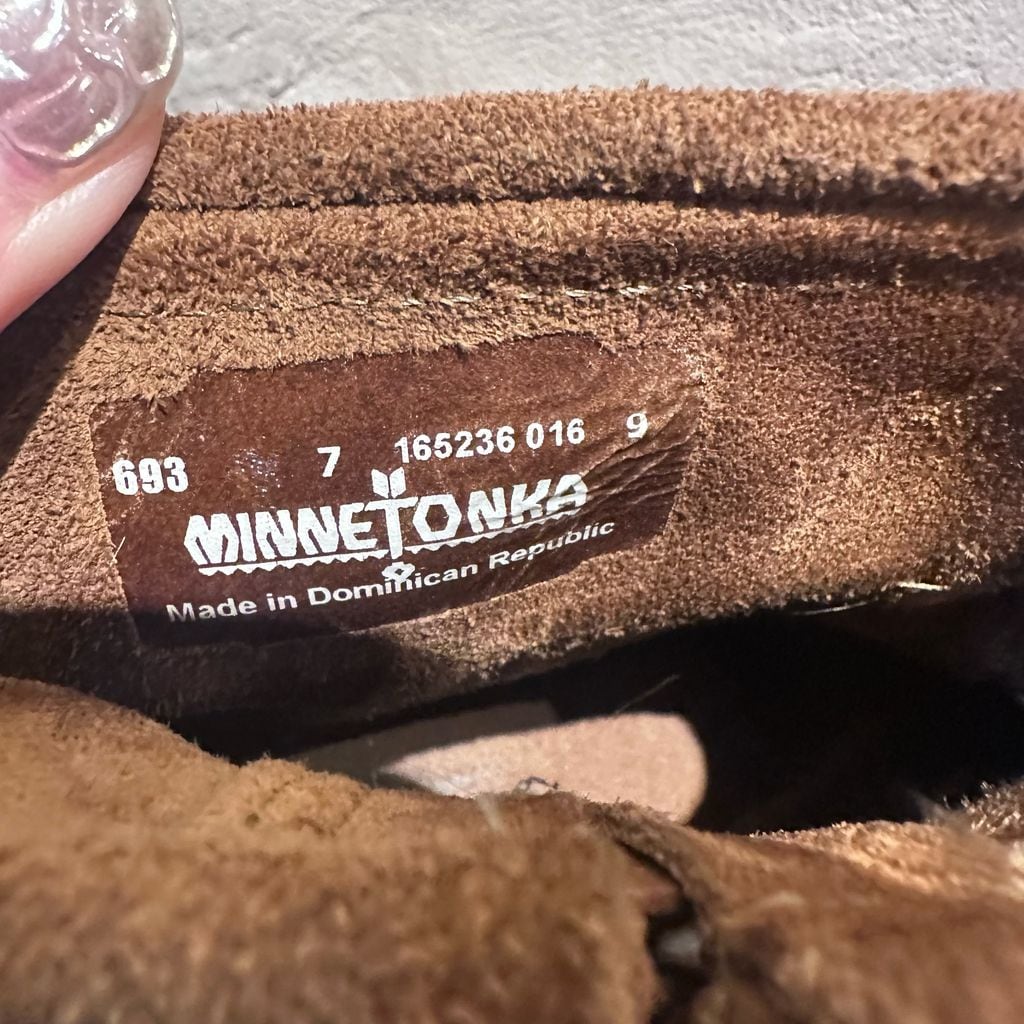 693 7 165236 016 9
MINNETONKA
Made in Dominican Republic